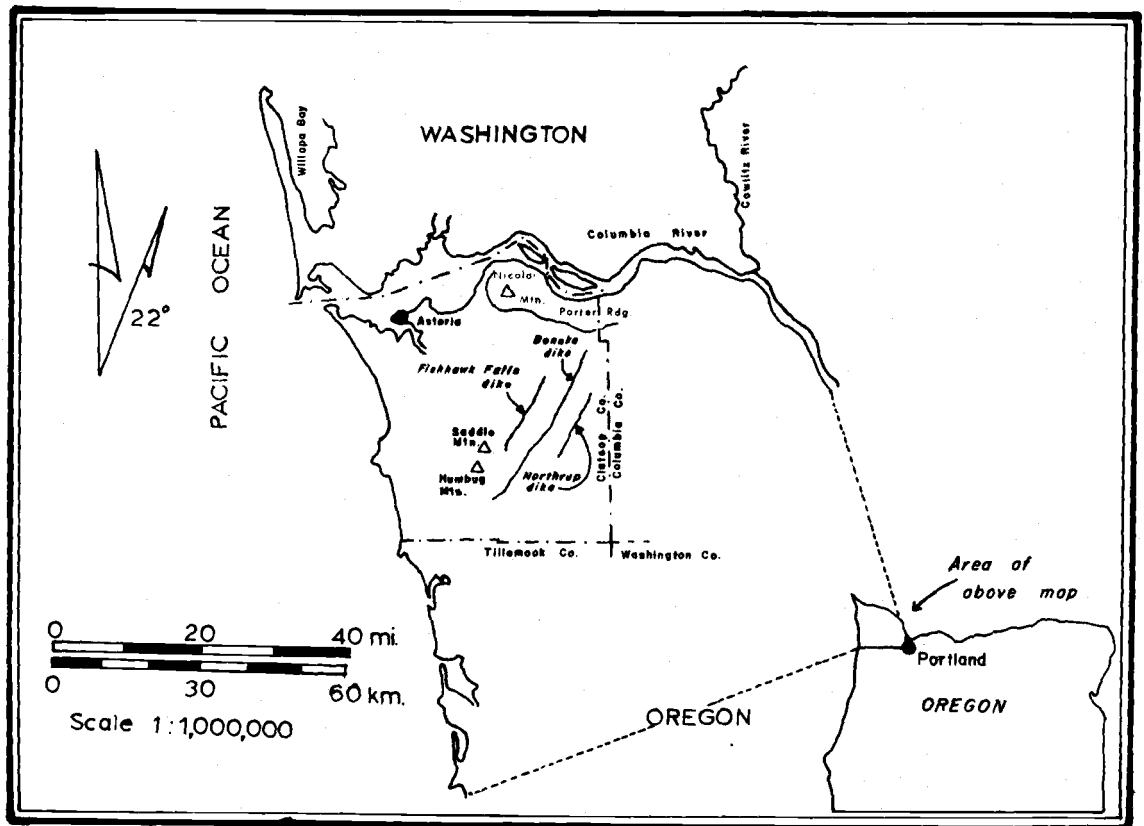 WASHINGTON
Willapa Bay
Cowlitz River
Columbia River
PACIFIC OCEAN
22°
Nicolai
Mtn.
Astoria
Porter Rdg.
Denske
dike
Fishhawk Falls
dike
Saddle
Mtn.
Humbug
Mtn.
Northrup
dike
Clatsop Co.
Columbia Co.
Tillamook Co.
Washington Co.
Area of
above map
0 20 40 mi.
0 30 60 km.
Scale 1:1,000,000
Portland
OREGON
OREGON